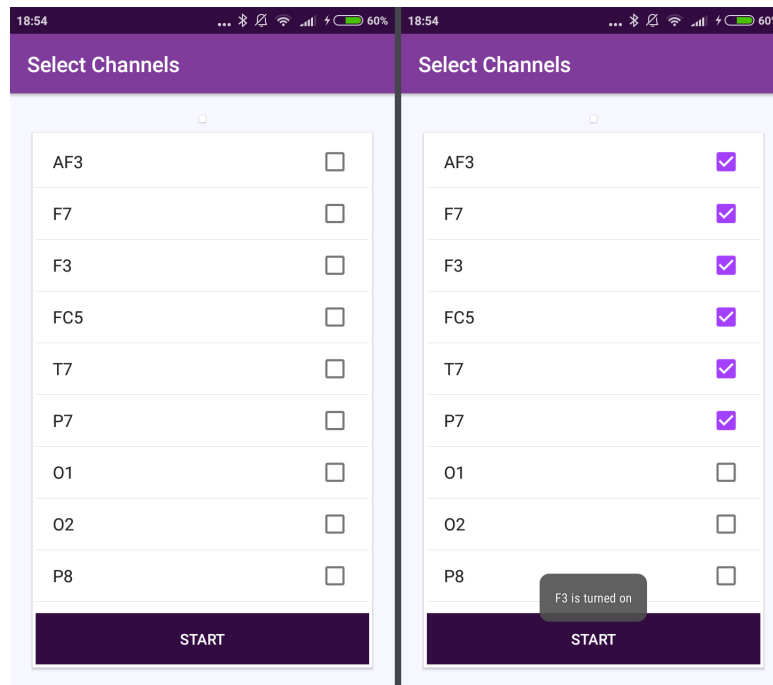 18:54 ... 60%
Select Channels
AF3
F7
F3
FC5
T7
P7
O1
O2
P8
START
18:54 ... 60%
Select Channels
AF3
F7
F3
FC5
T7
P7
O1
O2
P8
F3 is turned on
START